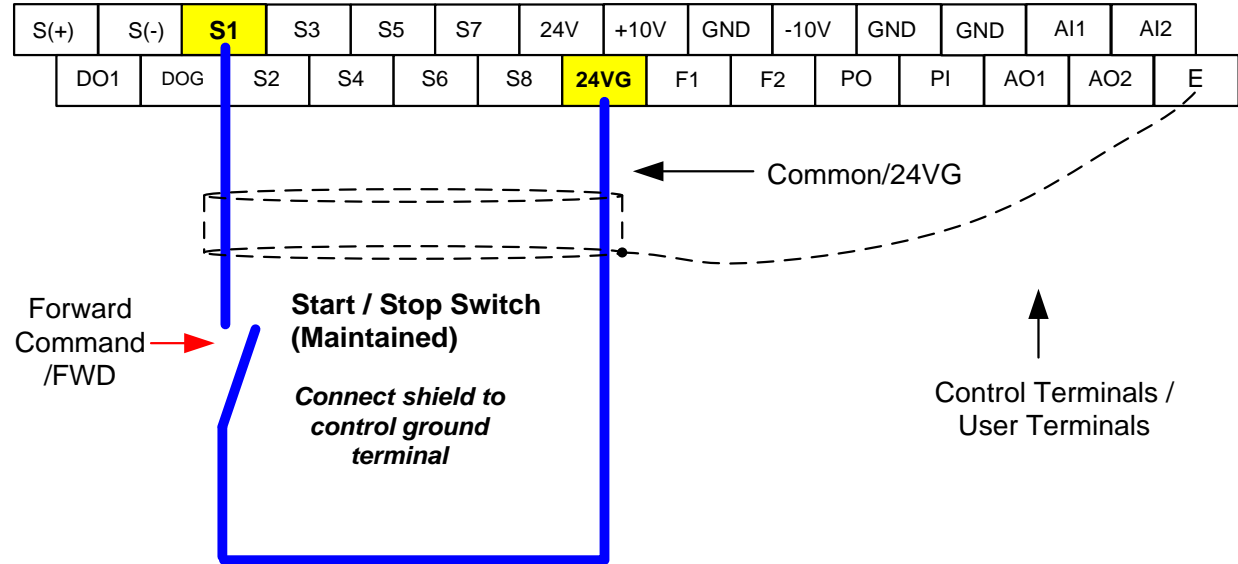 S(+) S(-) S1 S3 S5 S7 24V +10V GND -10V GND GND AI1 AI2
DO1 DOG S2 S4 S6 S8 24VG F1 F2 PO PI AO1 AO2 E
Common/24VG
Forward
Command
/FWD
Start / Stop Switch
(Maintained)
Connect shield to
control ground
terminal
Control Terminals /
User Terminals